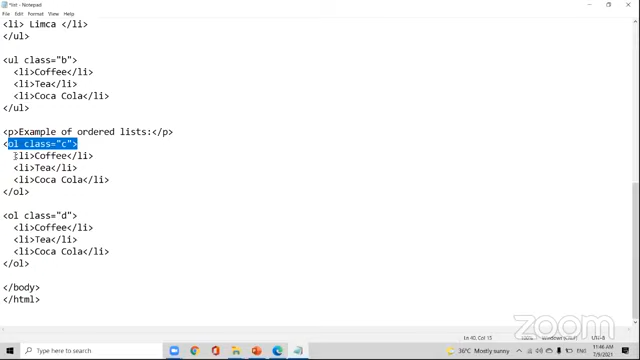 *list - Notepad
File Edit Format View Help
<li> Limca </li>
</ul>
<ul class="b">
<li>Coffee</li>
<li>Tea</li>
<li>Coca Cola</li>
</ul>
<p>Example of ordered lists:</p>
<ol class="c">
<li>Coffee</li>
<li>Tea</li>
<li>Coca Cola</li>
</ol>
<ol class="d">
<li>Coffee</li>
<li>Tea</li>
<li>Coca Cola</li>
</ol>
</body>
</html>
zoom
Ln 40, Col 15
100%
Windows (CRLF)
UTF-8
Type here to search
36°C Mostly sunny
ENG
11:46 AM
7/9/2021